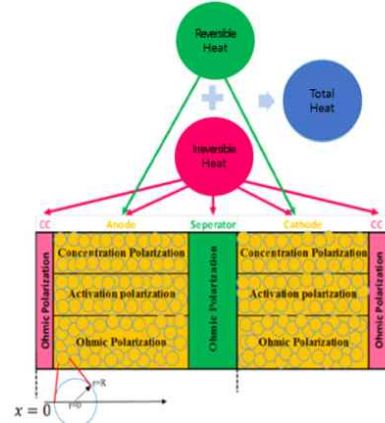 Reversible
Heat
Total
Heat
Irreversible
Heat
CC
Anode
Seperator
Cathode
CC
Ohmic Polarization
Concentration Polarization
Activation polarization
Ohmic Polarization
Ohmic Polarization
Concentration Polarization
Activation polarization
Ohmic Polarization
Ohmic Polarization
r=R
r=0
x = 0